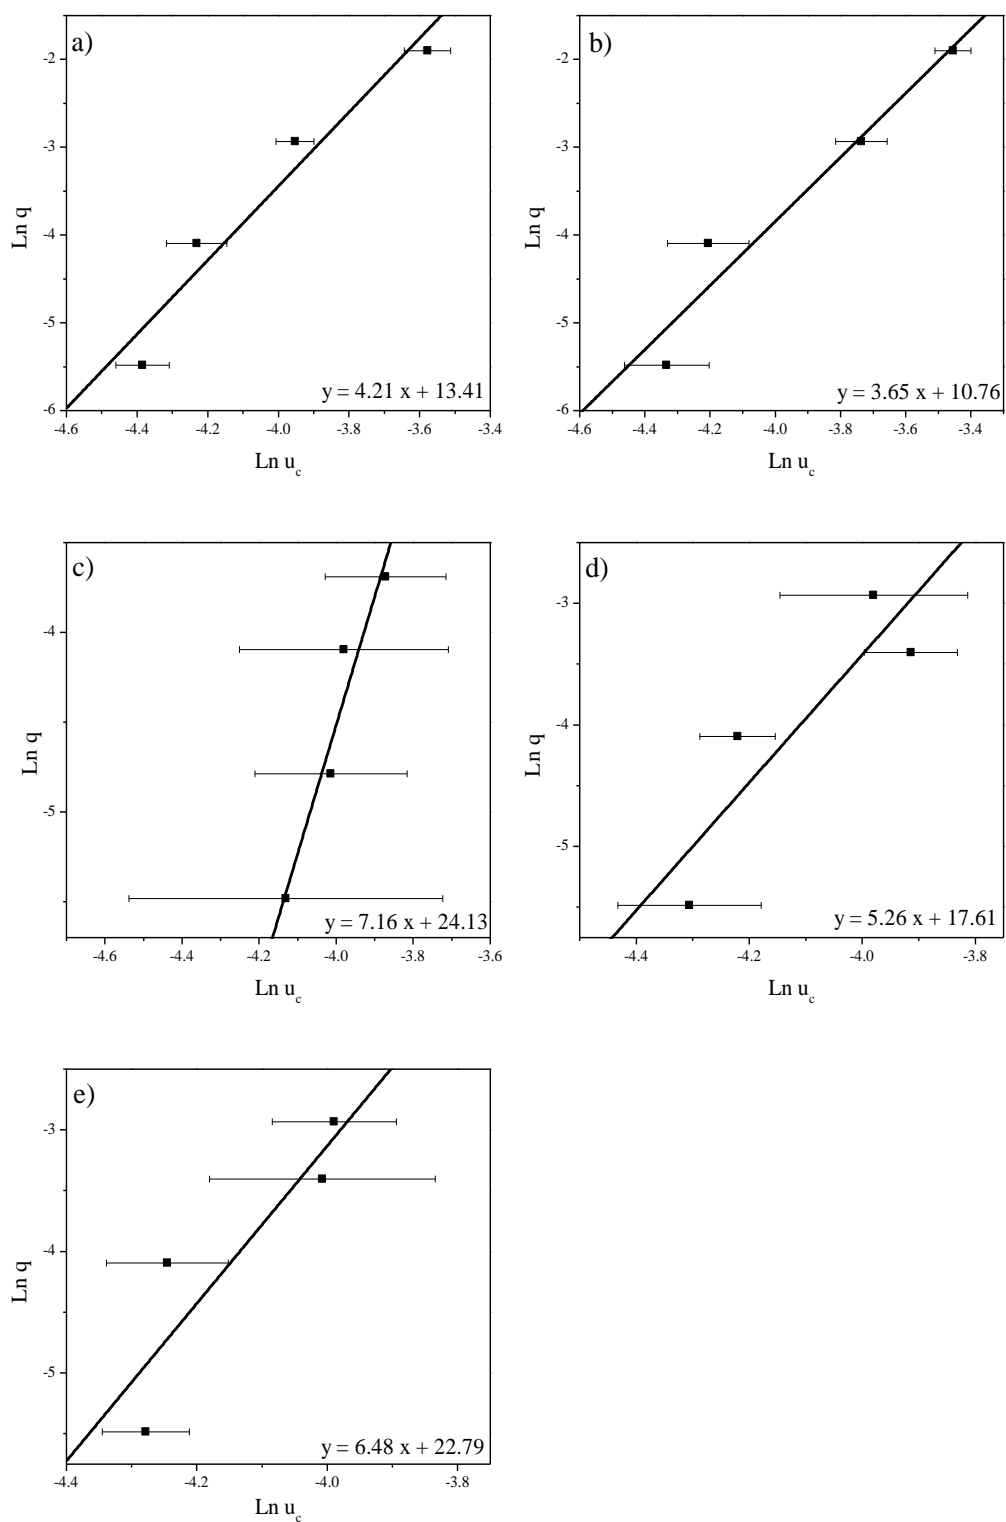 a)
Ln q
-2
-3
-4
-5
-6
y = 4.21 x + 13.41
-4.6 -4.4 -4.2 -4.0 -3.8 -3.6 -3.4
Ln u_c
b)
Ln q
-2
-3
-4
-5
-6
y = 3.65 x + 10.76
-4.6 -4.4 -4.2 -4.0 -3.8 -3.6 -3.4
Ln u_c
c)
Ln q
-4
-5
y = 7.16 x + 24.13
-4.6 -4.4 -4.2 -4.0 -3.8 -3.6
Ln u_c
d)
Ln q
-3
-4
-5
y = 5.26 x + 17.61
-4.4 -4.2 -4.0 -3.8
Ln u_c
e)
Ln q
-3
-4
-5
y = 6.48 x + 22.79
-4.4 -4.2 -4.0 -3.8
Ln u_c